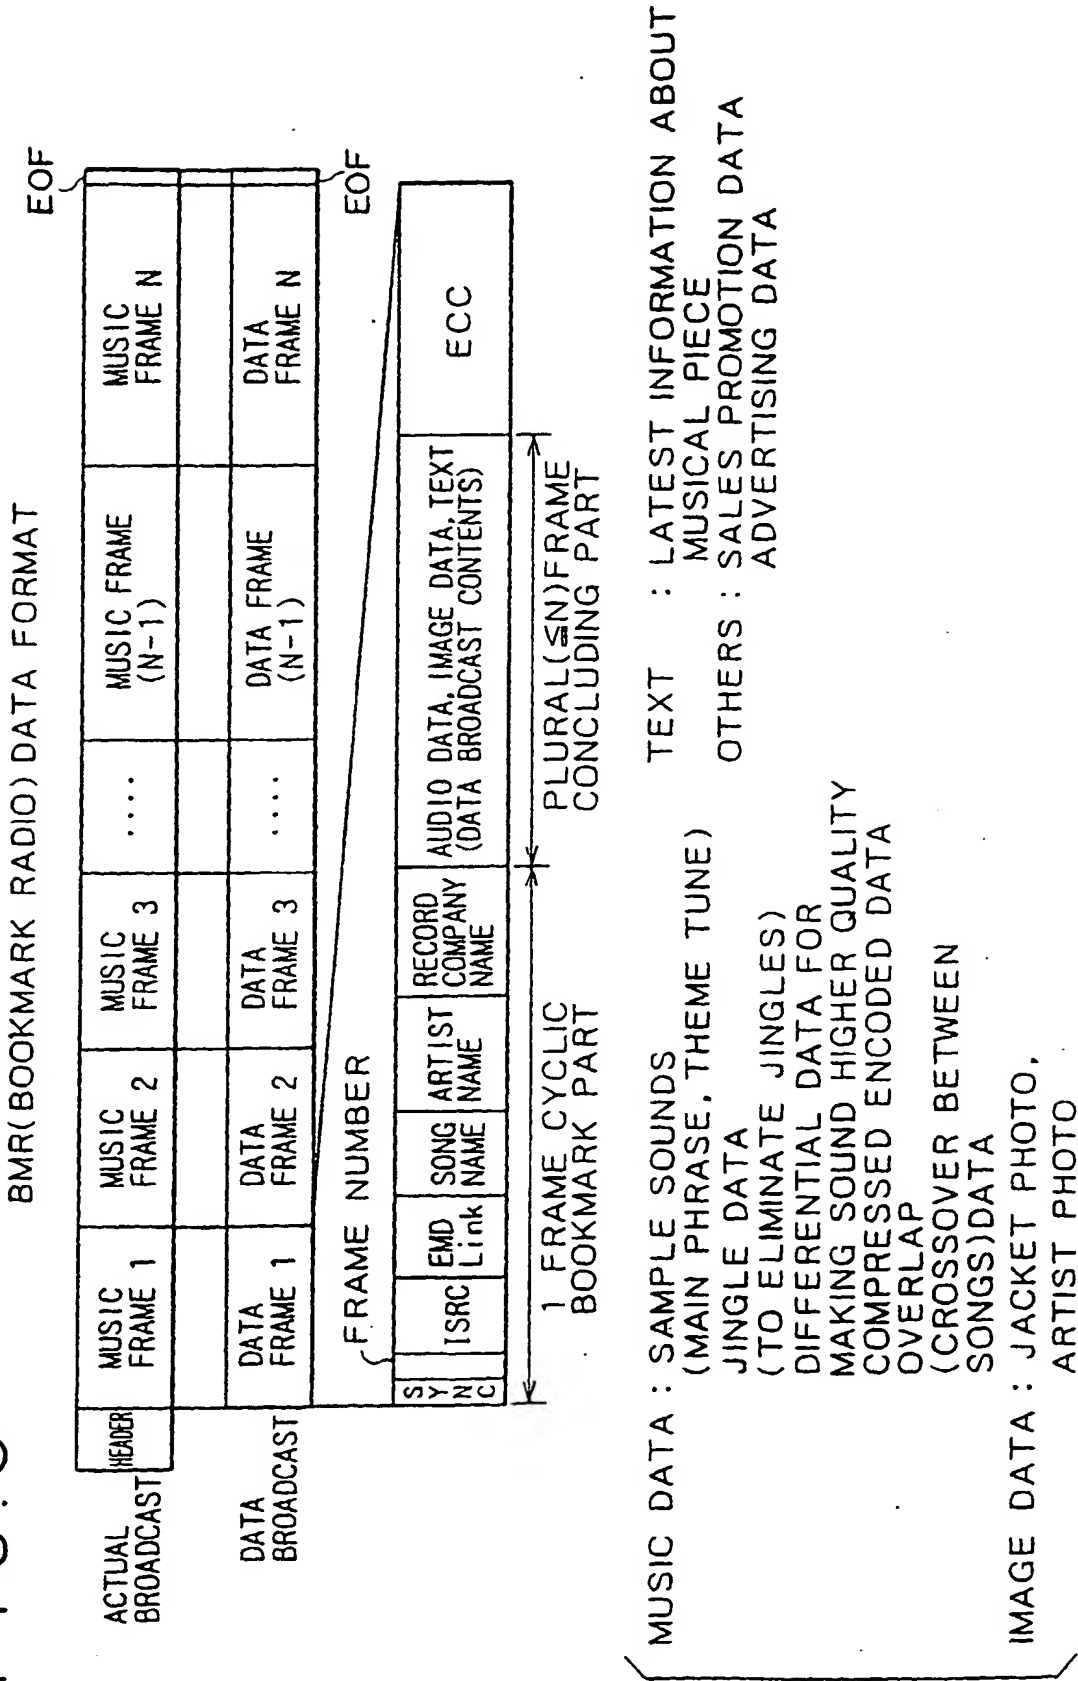 BMR(BOOKMARK RADIO)DATA FORMAT
EOF
ACTUAL
BROADCAST
HEADER
MUSIC
FRAME 1
MUSIC
FRAME 2
MUSIC
FRAME 3
....
MUSIC FRAME
(N-1)
MUSIC
FRAME N
DATA
BROADCAST
DATA
FRAME 1
DATA
FRAME 2
DATA
FRAME 3
....
DATA FRAME
(N-1)
DATA
FRAME N
EOF
FRAME NUMBER
SYNC
ISRC
EMD
Link
SONG
NAME
ARTIST
NAME
RECORD
COMPANY
NAME
AUDIO DATA, IMAGE DATA, TEXT
(DATA BROADCAST CONTENTS)
ECC
1 FRAME CYCLIC
BOOKMARK PART
PLURAL(≦N)FRAME
CONCLUDING PART
MUSIC DATA : SAMPLE SOUNDS
(MAIN PHRASE, THEME TUNE)
JINGLE DATA
(TO ELIMINATE JINGLES)
DIFFERENTIAL DATA FOR
MAKING SOUND HIGHER QUALITY
COMPRESSED ENCODED DATA
OVERLAP
(CROSSOVER BETWEEN
SONGS)DATA
IMAGE DATA : JACKET PHOTO,
ARTIST PHOTO
TEXT : LATEST INFORMATION ABOUT
MUSICAL PIECE
OTHERS : SALES PROMOTION DATA
ADVERTISING DATA